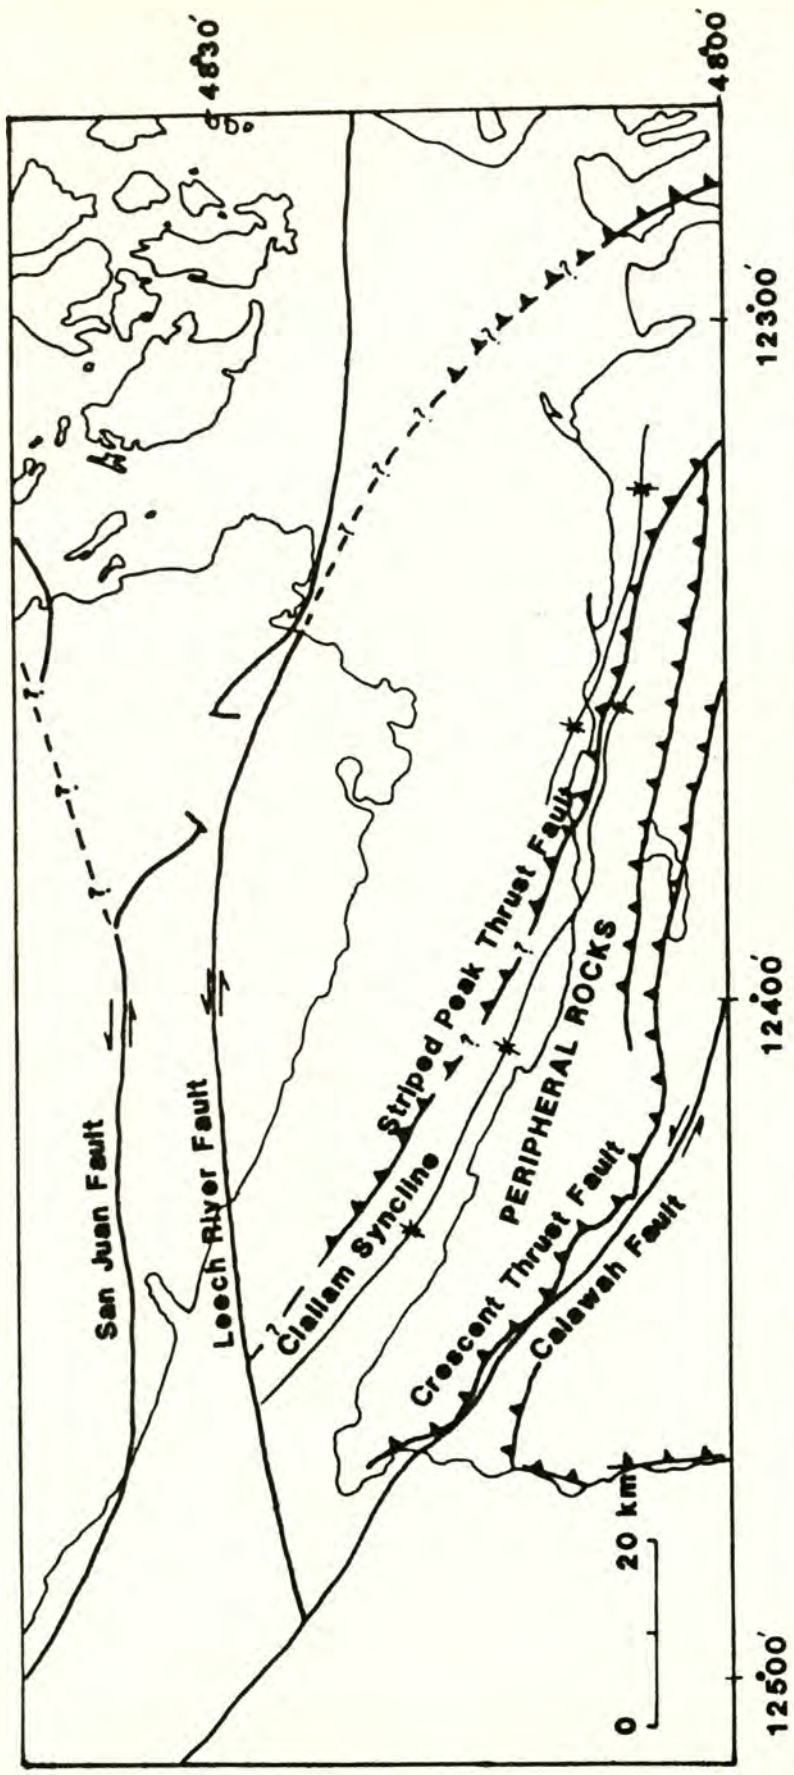 48°30'
48°00'
San Juan Fault
Leech River Fault
Striped Peak Thrust Fault
Clallam Syncline
PERIPHERAL ROCKS
Crescent Thrust Fault
Calawah Fault
0 20 km
125°00'
124°00'
123°00'
?
?
?
?
?
?
?
?
?
?
?